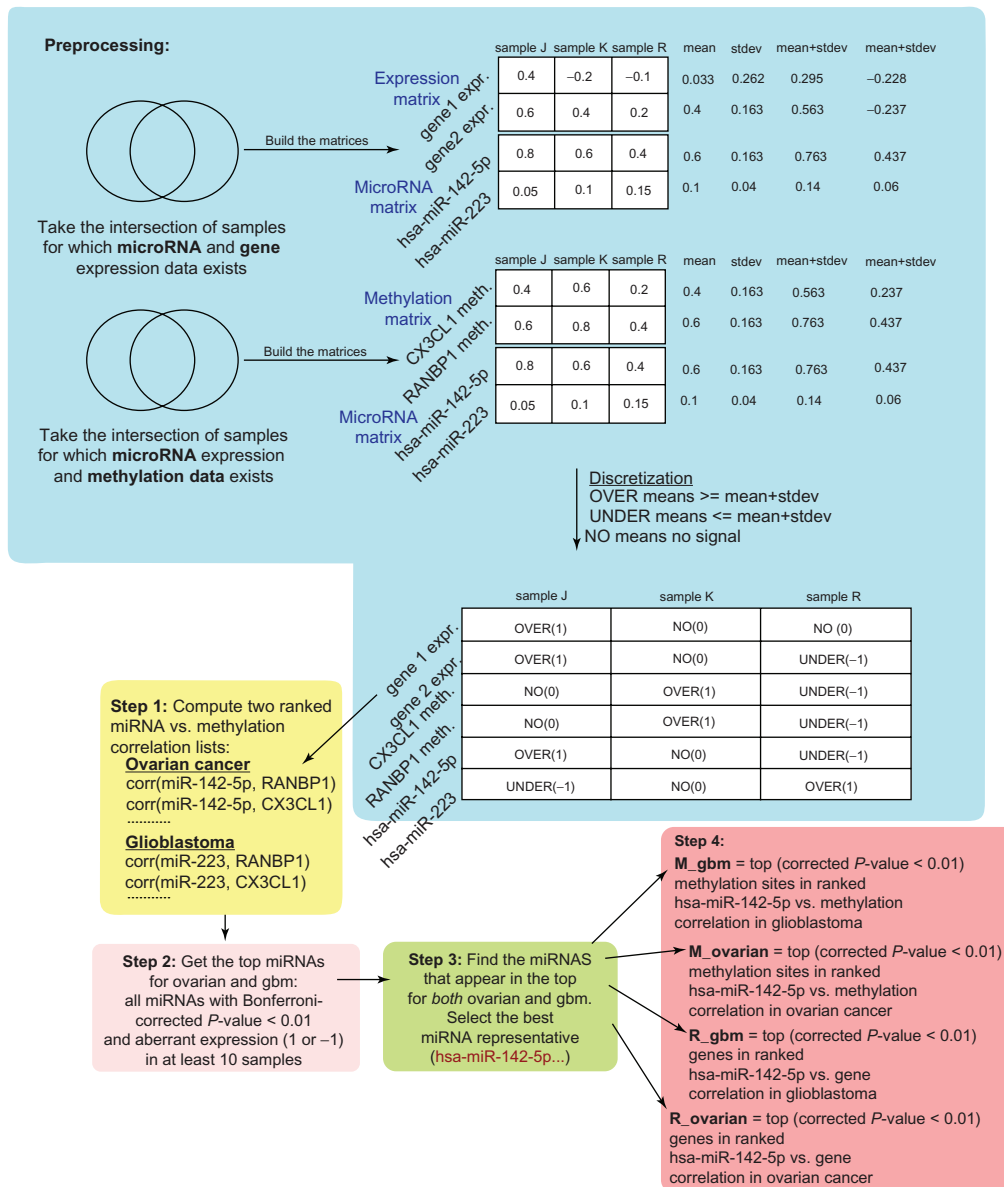 Preprocessing:
sample J sample K sample R mean stdev mean+stdev mean+stdev
Expression matrix
gene1 expr. 0.4 −0.2 −0.1 0.033 0.262 0.295 −0.228
gene2 expr. 0.6 0.4 0.2 0.4 0.163 0.563 −0.237
MicroRNA matrix
hsa-miR-142-5p 0.8 0.6 0.4 0.6 0.163 0.763 0.437
hsa-miR-223 0.05 0.1 0.15 0.1 0.04 0.14 0.06
Build the matrices
Take the intersection of samples
for which microRNA and gene
expression data exists
sample J sample K sample R mean stdev mean+stdev mean+stdev
Methylation matrix
CX3CL1 meth. 0.4 0.6 0.2 0.4 0.163 0.563 0.237
RANBP1 meth. 0.6 0.8 0.4 0.6 0.163 0.763 0.437
MicroRNA matrix
hsa-miR-142-5p 0.8 0.6 0.4 0.6 0.163 0.763 0.437
hsa-miR-223 0.05 0.1 0.15 0.1 0.04 0.14 0.06
Build the matrices
Take the intersection of samples
for which microRNA expression
and methylation data exists
Discretization
OVER means >= mean+stdev
UNDER means <= mean+stdev
NO means no signal
sample J sample K sample R
gene 1 expr. OVER(1) NO(0) NO (0)
gene 2 expr. OVER(1) NO(0) UNDER(−1)
CX3CL1 meth. NO(0) OVER(1) UNDER(−1)
RANBP1 meth. NO(0) OVER(1) UNDER(−1)
hsa-miR-142-5p OVER(1) NO(0) UNDER(−1)
hsa-miR-223 UNDER(−1) NO(0) OVER(1)
Step 1: Compute two ranked
miRNA vs. methylation
correlation lists:
Ovarian cancer
corr(miR-142-5p, RANBP1)
corr(miR-142-5p, CX3CL1)
...........
Glioblastoma
corr(miR-223, RANBP1)
corr(miR-223, CX3CL1)
...........
Step 2: Get the top miRNAs
for ovarian and gbm:
all miRNAs with Bonferroni-
corrected P-value < 0.01
and aberrant expression (1 or −1)
in at least 10 samples
Step 3: Find the miRNAS
that appear in the top
for both ovarian and gbm.
Select the best
miRNA representative
(hsa-miR-142-5p...)
Step 4:
M_gbm = top (corrected P-value < 0.01)
methylation sites in ranked
hsa-miR-142-5p vs. methylation
correlation in glioblastoma
M_ovarian = top (corrected P-value < 0.01)
methylation sites in ranked
hsa-miR-142-5p vs. methylation
correlation in ovarian cancer
R_gbm = top (corrected P-value < 0.01)
genes in ranked
hsa-miR-142-5p vs. gene
correlation in glioblastoma
R_ovarian = top (corrected P-value < 0.01)
genes in ranked
hsa-miR-142-5p vs. gene
correlation in ovarian cancer